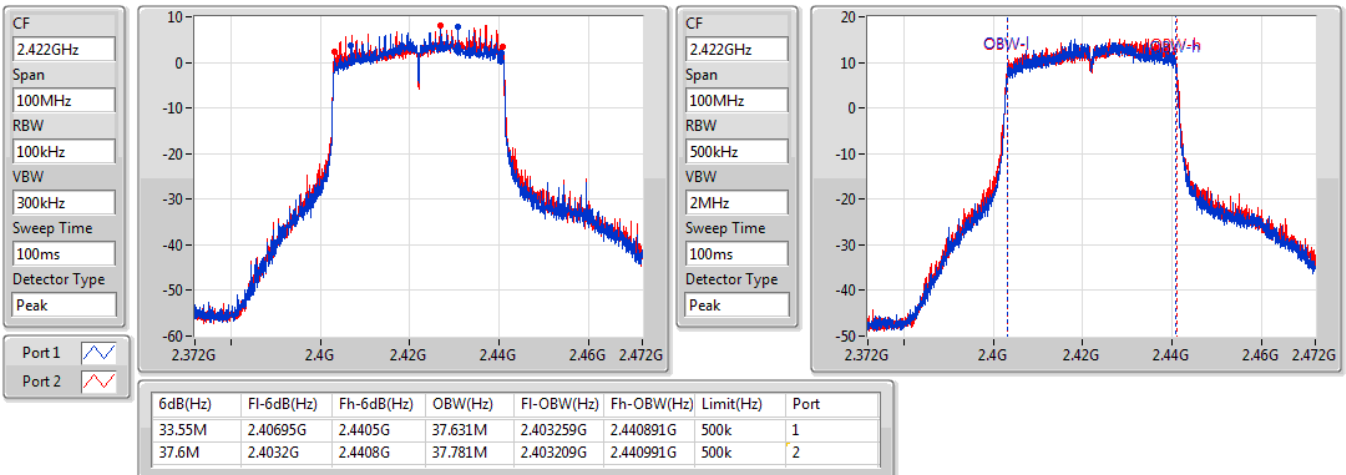 CF
2.422GHz
Span
100MHz
RBW
100kHz
VBW
300kHz
Sweep Time
100ms
Detector Type
Peak
Port 1
Port 2
10
0
-10
-20
-30
-40
-50
-60
2.372G 2.4G 2.42G 2.44G 2.46G 2.472G
CF
2.422GHz
Span
100MHz
RBW
500kHz
VBW
2MHz
Sweep Time
100ms
Detector Type
Peak
20
10
0
-10
-20
-30
-40
-50
OBW-l OBW-h
2.372G 2.4G 2.42G 2.44G 2.46G 2.472G
6dB(Hz) Fl-6dB(Hz) Fh-6dB(Hz) OBW(Hz) Fl-OBW(Hz) Fh-OBW(Hz) Limit(Hz) Port
33.55M 2.40695G 2.4405G 37.631M 2.403259G 2.440891G 500k 1
37.6M 2.4032G 2.4408G 37.781M 2.403209G 2.440991G 500k 2